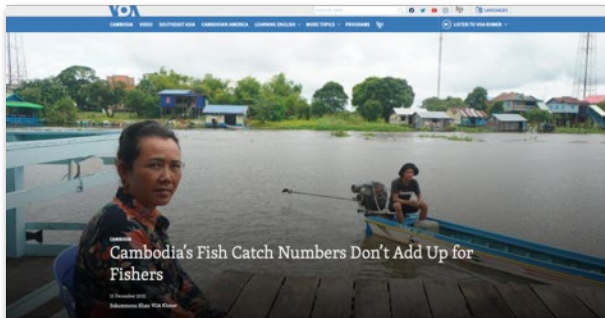 VOA
CAMBODIA VIDEO SOUTHEAST ASIA CAMBODIAN AMERICA LEARNING ENGLISH MORE TOPICS PROGRAMS LANGUAGES LISTEN TO VOA KHMER
CAMBODIA
Cambodia's Fish Catch Numbers Don't Add Up for
Fishers
VOA Khmer